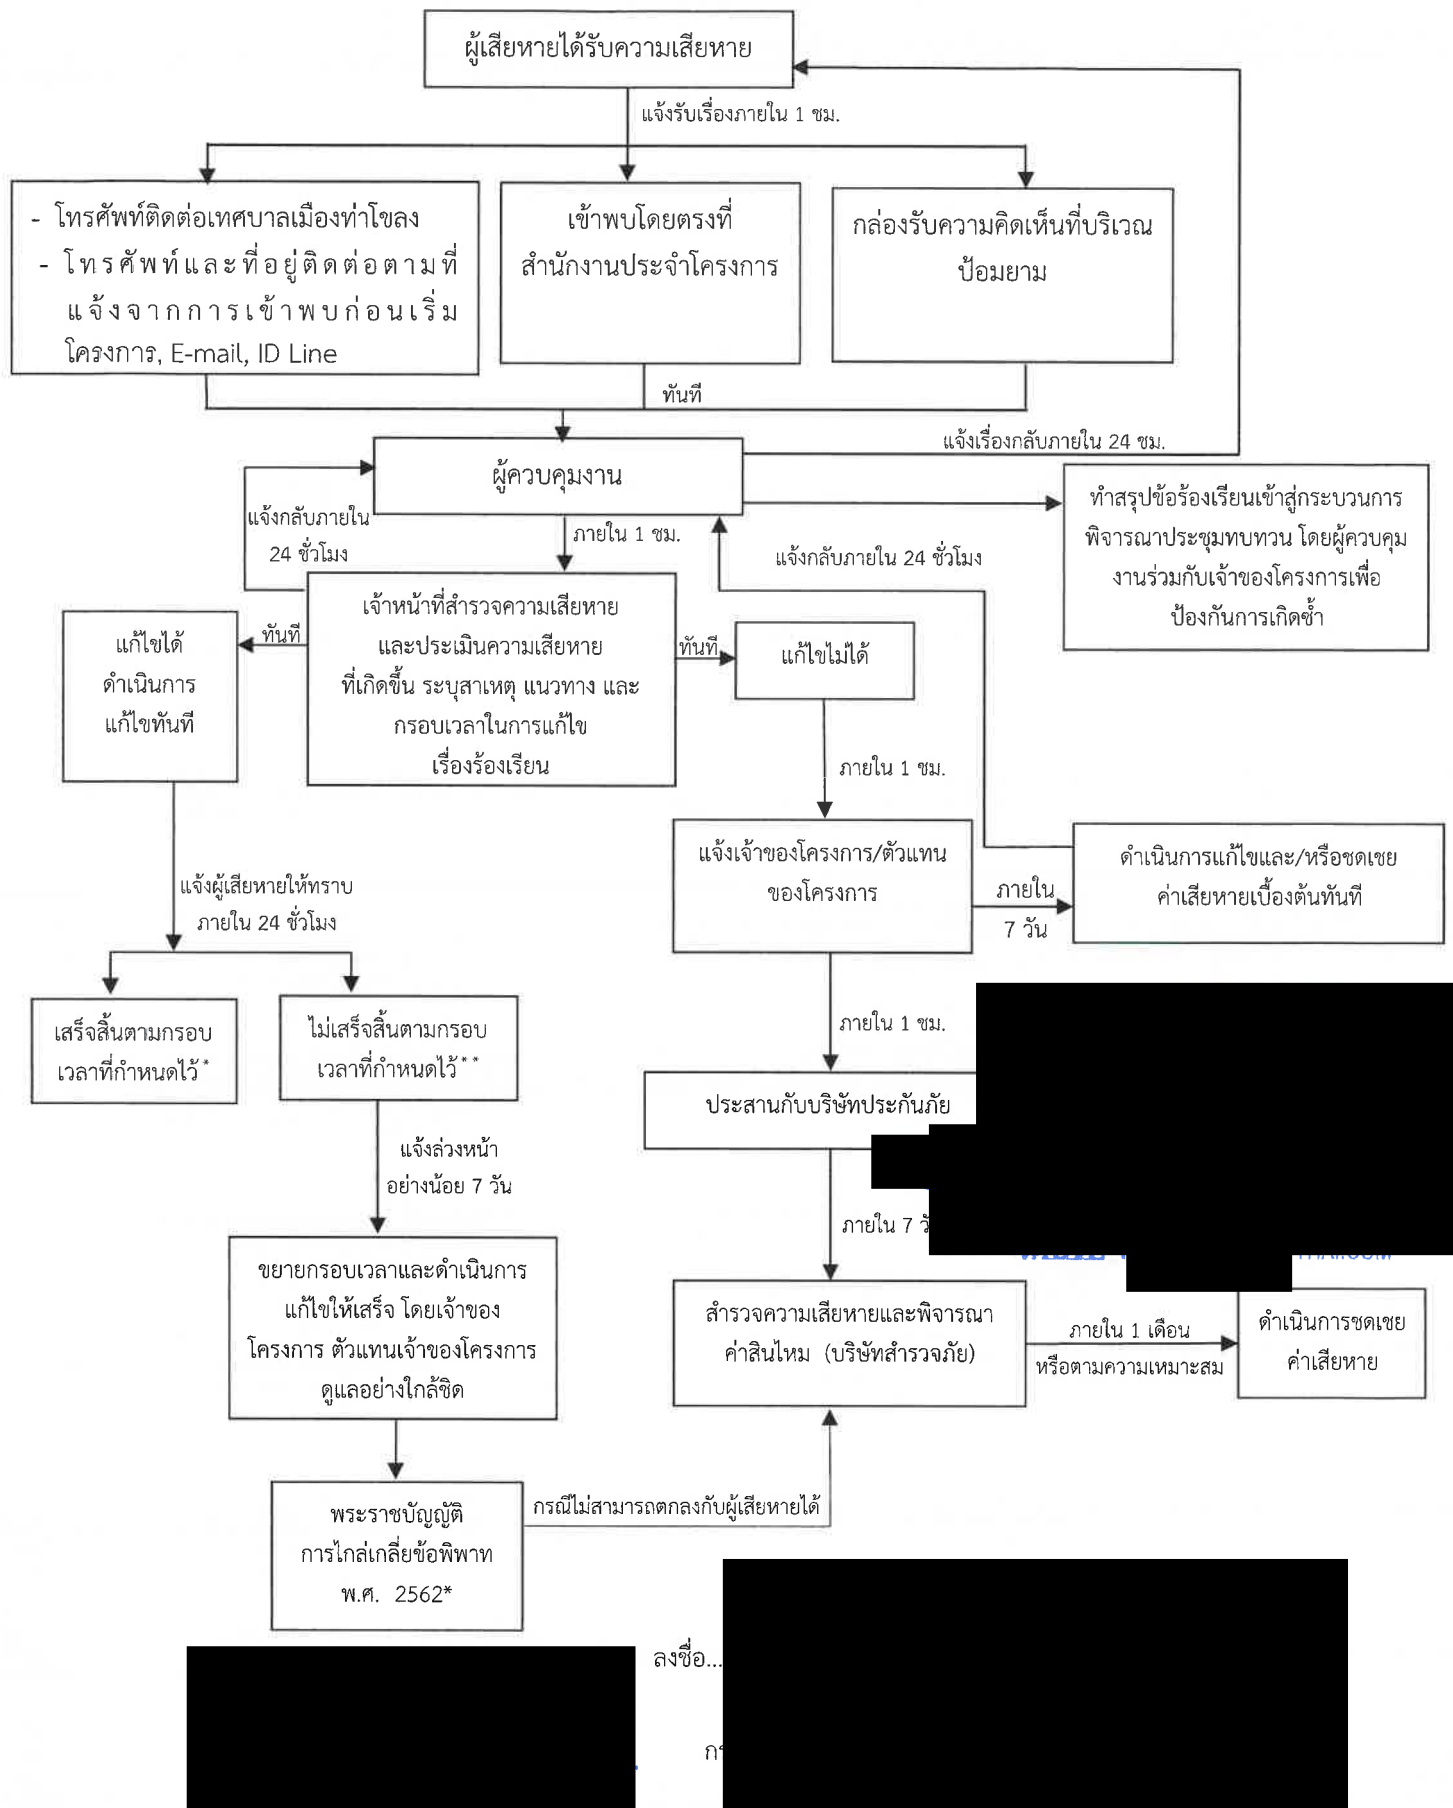 ผู้เสียหายได้รับความเสียหาย
แจ้งรับเรื่องภายใน 1 ชม.
- โทรศัพท์ติดต่อเทศบาลเมืองท่าโขลง
- โทรศัพท์และที่อยู่ติดต่อตามที่
แจ้งจากการเข้าพบก่อนเริ่ม
โครงการ, E-mail, ID Line
เข้าพบโดยตรงที่
สำนักงานประจำโครงการ
กล่องรับความคิดเห็นที่บริเวณ
ป้อมยาม
ทันที
แจ้งเรื่องกลับภายใน 24 ชม.
ผู้ควบคุมงาน
ทำสรุปข้อร้องเรียนเข้าสู่กระบวนการ
พิจารณาประชุมทบทวน โดยผู้ควบคุม
งานร่วมกับเจ้าของโครงการเพื่อ
ป้องกันการเกิดซ้ำ
แจ้งกลับภายใน
24 ชั่วโมง
ภายใน 1 ชม.
แจ้งกลับภายใน 24 ชั่วโมง
เจ้าหน้าที่สำรวจความเสียหาย
และประเมินความเสียหาย
ที่เกิดขึ้น ระบุสาเหตุ แนวทาง และ
กรอบเวลาในการแก้ไข
เรื่องร้องเรียน
ทันที
แก้ไขได้
ดำเนินการ
แก้ไขทันที
ทันที
แก้ไขไม่ได้
ภายใน 1 ชม.
แจ้งเจ้าของโครงการ/ตัวแทน
ของโครงการ
ภายใน
7 วัน
ดำเนินการแก้ไขและ/หรือชดเชย
ค่าเสียหายเบื้องต้นทันที
แจ้งผู้เสียหายให้ทราบ
ภายใน 24 ชั่วโมง
เสร็จสิ้นตามกรอบ
เวลาที่กำหนดไว้*
ไม่เสร็จสิ้นตามกรอบ
เวลาที่กำหนดไว้**
ภายใน 1 ชม.
ประสานกับบริษัทประกันภัย
แจ้งล่วงหน้า
อย่างน้อย 7 วัน
ภายใน 7
ขยายกรอบเวลาและดำเนินการ
แก้ไขให้เสร็จ โดยเจ้าของ
โครงการ ตัวแทนเจ้าของโครงการ
ดูแลอย่างใกล้ชิด
สำรวจความเสียหายและพิจารณา
ค่าสินไหม (บริษัทสำรวจภัย)
ภายใน 1 เดือน
หรือตามความเหมาะสม
ดำเนินการชดเชย
ค่าเสียหาย
พระราชบัญญัติ
การไกล่เกลี่ยข้อพิพาท
พ.ศ. 2562*
กรณีไม่สามารถตกลงกับผู้เสียหายได้
ลงชื่อ...